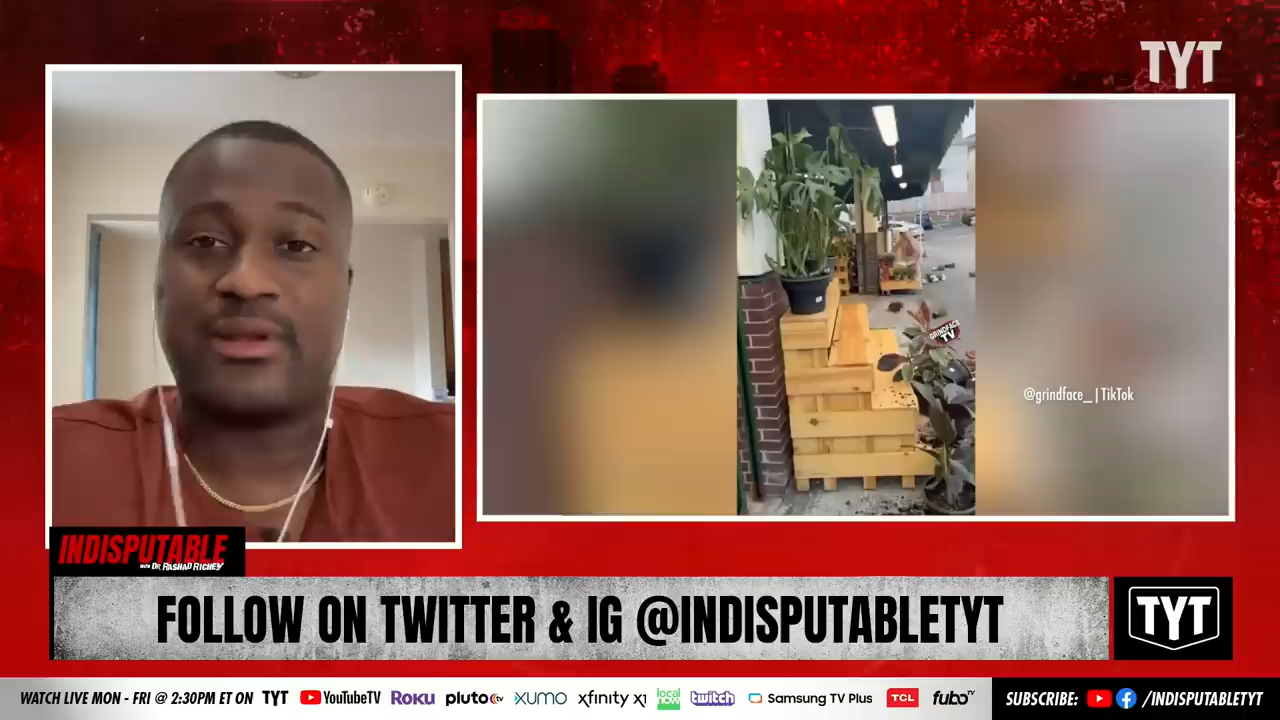 TYT
GRINDFACE
TV
@grindface_|TikTok
INDISPUTABLE
WITH DR. RASHAD RICHEY
FOLLOW ON TWITTER & IG @INDISPUTABLETYT
TYT
WATCH LIVE MON - FRI @ 2:30PM ET ON TYT YouTubeTV Roku pluto tv XUMO xfinity X1 local now twitch Samsung TV Plus TCL fubo TV SUBSCRIBE: /INDISPUTABLETYT